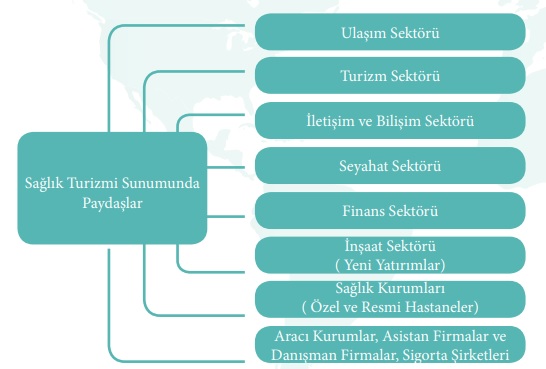 Sağlık Turizmi Sunumunda
Paydaşlar
Ulaşım Sektörü
Turizm Sektörü
İletişim ve Bilişim Sektörü
Seyahat Sektörü
Finans Sektörü
İnşaat Sektörü
( Yeni Yatırımlar)
Sağlık Kurumları
( Özel ve Resmi Hastaneler)
Aracı Kurumlar, Asistan Firmalar ve
Danışman Firmalar, Sigorta Şirketleri